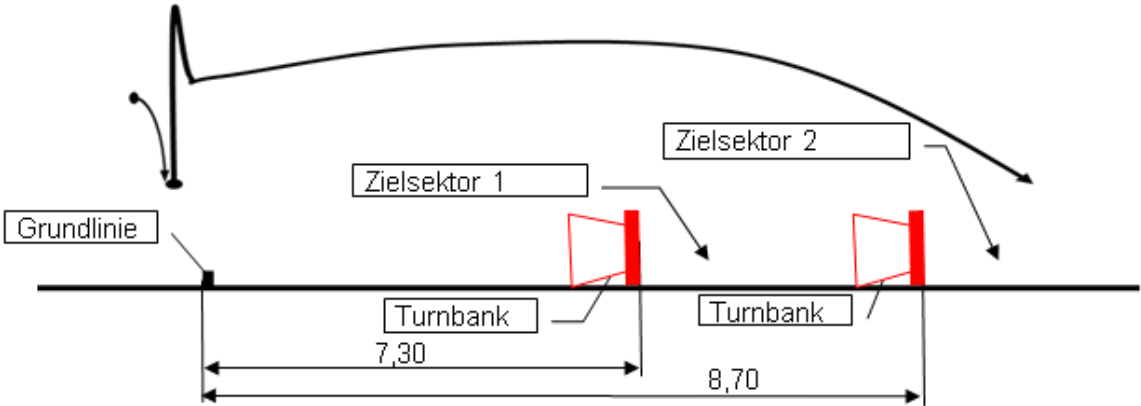 Zielsektor 2
Zielsektor 1
Grundlinie
Turnbank
Turnbank
7,30
8,70